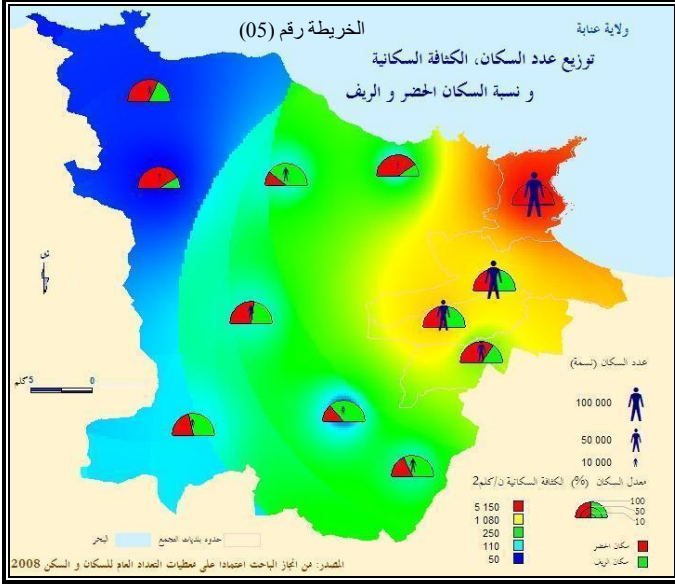 الخريطة رقم (05)
ولاية عنابة
توزيع عدد السكان، الكثافة السكانية
و نسبة السكان الحضر و الريف
5 كلم 0
عدد السكان (نسمة)
100 000
50 000
10 000
معدل السكان (%)
100
50
10
سكان الحضر
سكان الريف
الكثافة السكانية ن/كلم2
5 150
1 080
250
110
50
حدود بلديات المجمع
البحر
المصدر: من انجاز الباحث اعتمادا على معطيات التعداد العام للسكان و السكن 2008